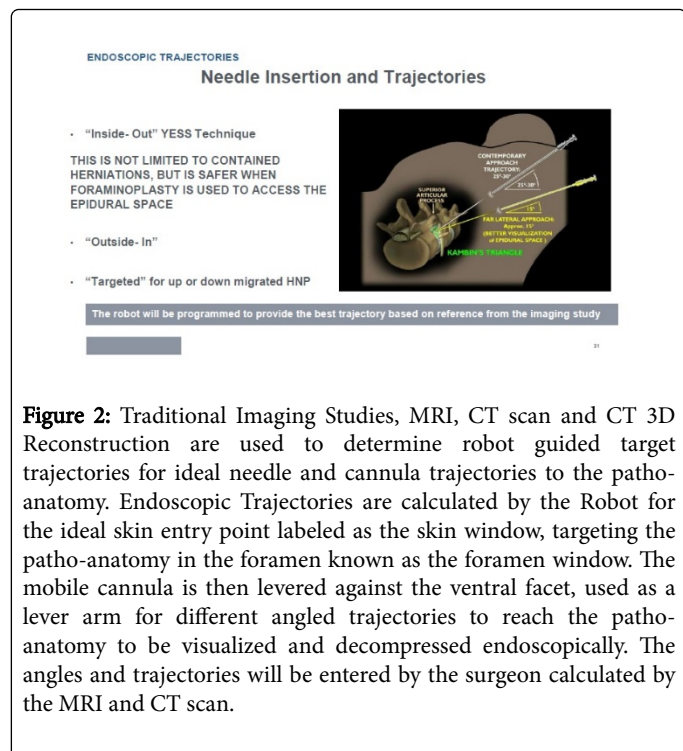 ENDOSCOPIC TRAJECTORIES
Needle Insertion and Trajectories
• “Inside- Out” YESS Technique
THIS IS NOT LIMITED TO CONTAINED
HERNIATIONS, BUT IS SAFER WHEN
FORAMINOPLASTY IS USED TO ACCESS THE
EPIDURAL SPACE
• “Outside- In”
• “Targeted” for up or down migrated HNP
CONTEMPORARY
APPROACH
TRAJECTORY:
25°-30°
25°-30°
SUPERIOR
ARTICULAR
PROCESS
15°
FAR LATERAL APPROACH:
Approx. 15°
(BETTER VISUALIZATION
of EPIDURAL SPACE )
KAMBIN'S TRIANGLE
The robot will be programmed to provide the best trajectory based on reference from the imaging study
31
Figure 2: Traditional Imaging Studies, MRI, CT scan and CT 3D
Reconstruction are used to determine robot guided target
trajectories for ideal needle and cannula trajectories to the patho-
anatomy. Endoscopic Trajectories are calculated by the Robot for
the ideal skin entry point labeled as the skin window, targeting the
patho-anatomy in the foramen known as the foramen window. The
mobile cannula is then levered against the ventral facet, used as a
lever arm for different angled trajectories to reach the patho-
anatomy to be visualized and decompressed endoscopically. The
angles and trajectories will be entered by the surgeon calculated by
the MRI and CT scan.